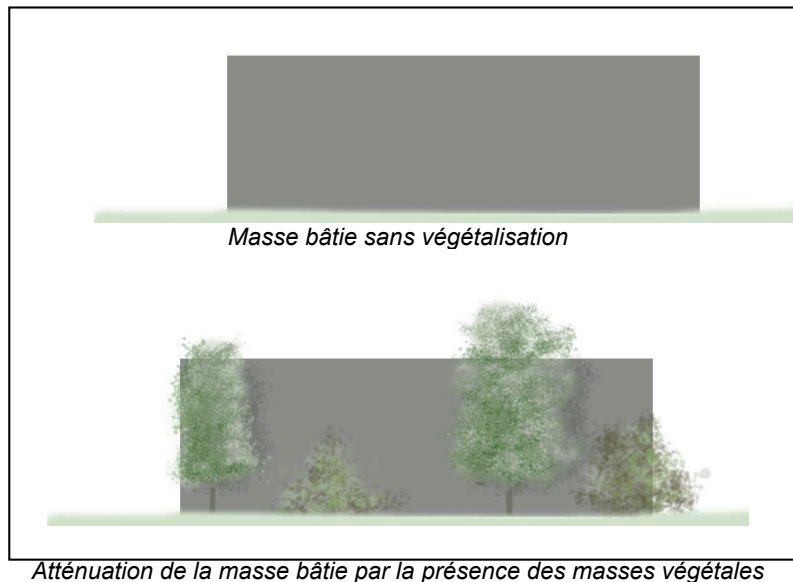 Masse bâtie sans végétalisation
Atténuation de la masse bâtie par la présence des masses végétales